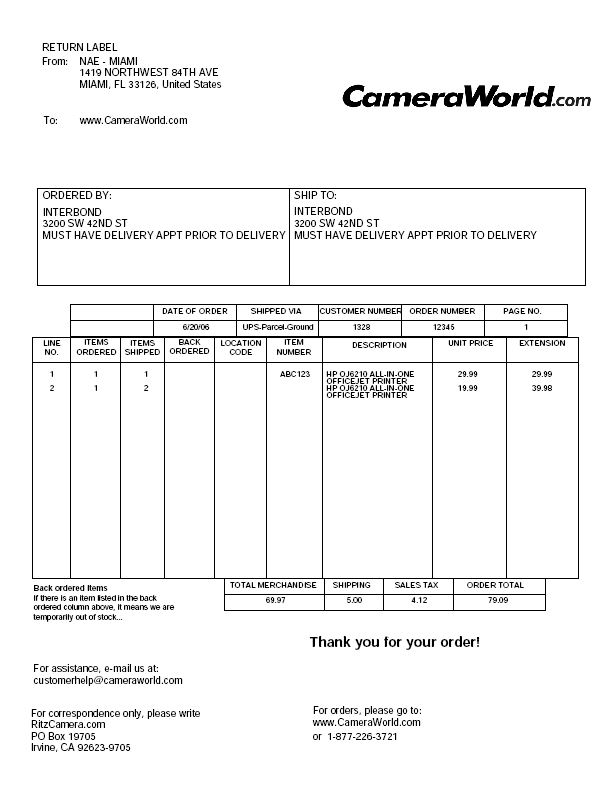 RETURN LABEL
From: NAE - MIAMI
1419 NORTHWEST 84TH AVE
MIAMI, FL 33126, United States
CameraWorld.com
To: www.CameraWorld.com
ORDERED BY:
INTERBOND
3200 SW 42ND ST
MUST HAVE DELIVERY APPT PRIOR TO DELIVERY
SHIP TO:
INTERBOND
3200 SW 42ND ST
MUST HAVE DELIVERY APPT PRIOR TO DELIVERY
DATE OF ORDER SHIPPED VIA CUSTOMER NUMBER ORDER NUMBER PAGE NO.
6/20/06 UPS-Parcel-Ground 1328 12345 1
LINE NO. ITEMS ORDERED ITEMS SHIPPED BACK ORDERED LOCATION CODE ITEM NUMBER DESCRIPTION UNIT PRICE EXTENSION
1 1 1 ABC123 HP OJ6210 ALL-IN-ONE 29.99 29.99
OFFICEJET PRINTER
2 1 2 HP OJ6210 ALL-IN-ONE 19.99 39.98
OFFICEJET PRINTER
Back ordered items
If there is an item listed in the back
ordered column above, it means we are
temporarily out of stock...
TOTAL MERCHANDISE SHIPPING SALES TAX ORDER TOTAL
69.97 5.00 4.12 79.09
Thank you for your order!
For assistance, e-mail us at:
customerhelp@cameraworld.com
For correspondence only, please write
RitzCamera.com
PO Box 19705
Irvine, CA 92623-9705
For orders, please go to:
www.CameraWorld.com
or 1-877-226-3721